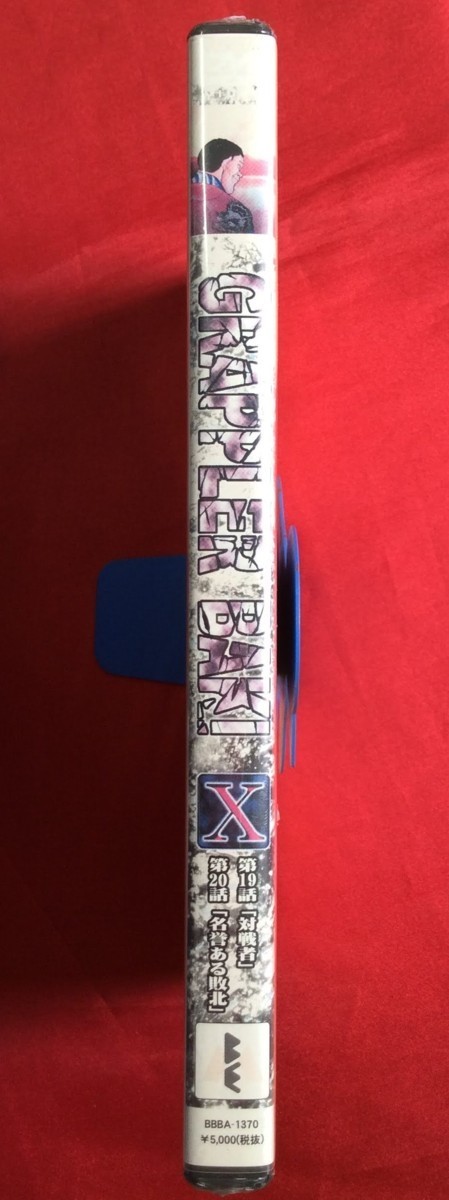 GRAPPLER BAKI
X
第19話「対戦者」
第20話「名誉ある敗北」
BBBA-1370
¥5,000(税抜)